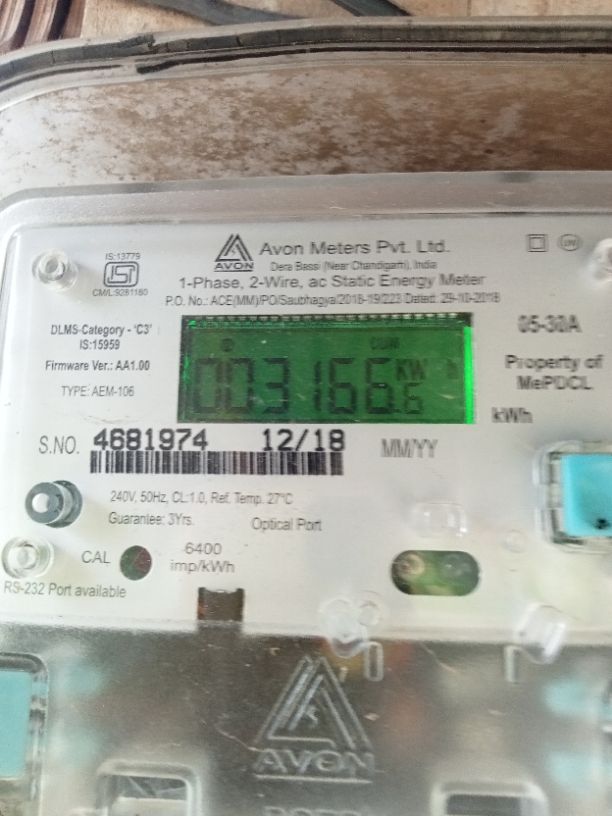 IS:13779
ISI
CM/L:9281180
AVON
Avon Meters Pvt. Ltd.
Dera Bassi (Near Chandigarh), India
1-Phase, 2-Wire, ac Static Energy Meter
P.O. No.: ACE(MM)/PO/Saubhagya/2018-19/223 Dated: 29-10-2018
DLMS-Category - 'C3'
IS:15959
Firmware Ver.: AA1.00
TYPE: AEM-106
CUM
003166.6 KW h
05-30A
Property of
MePDCL
kWh
S.NO. 4681974 12/18 MM/YY
240V, 50Hz, CL:1.0, Ref. Temp. 27°C
Guarantee: 3Yrs. Optical Port
CAL 6400
imp/kWh
RS-232 Port available
AVON